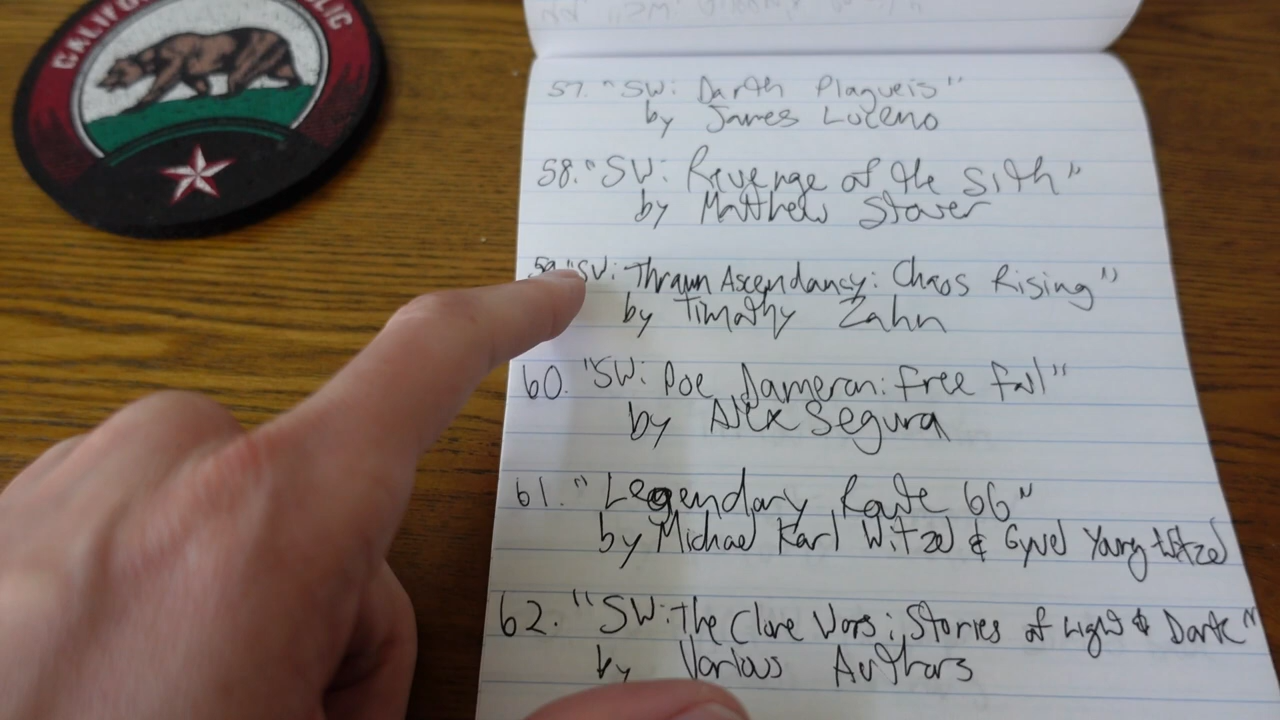 CALIFO LIC
57. "SW: Darth Plagueis"
by James Luceno
58. "SW: Revenge of the Sith"
by Matthew Stover
59. "SW: Thrawn Ascendancy: Chaos Rising"
by Timothy Zahn
60. "SW: Poe Dameron: Free Fall"
by Alex Segura
61. "Legendary Route 66"
by Michael Karl Witzel & Gyvel Young-Witzel
62. "SW: The Clone Wars: Stories of Light & Dark"
by Various Authors